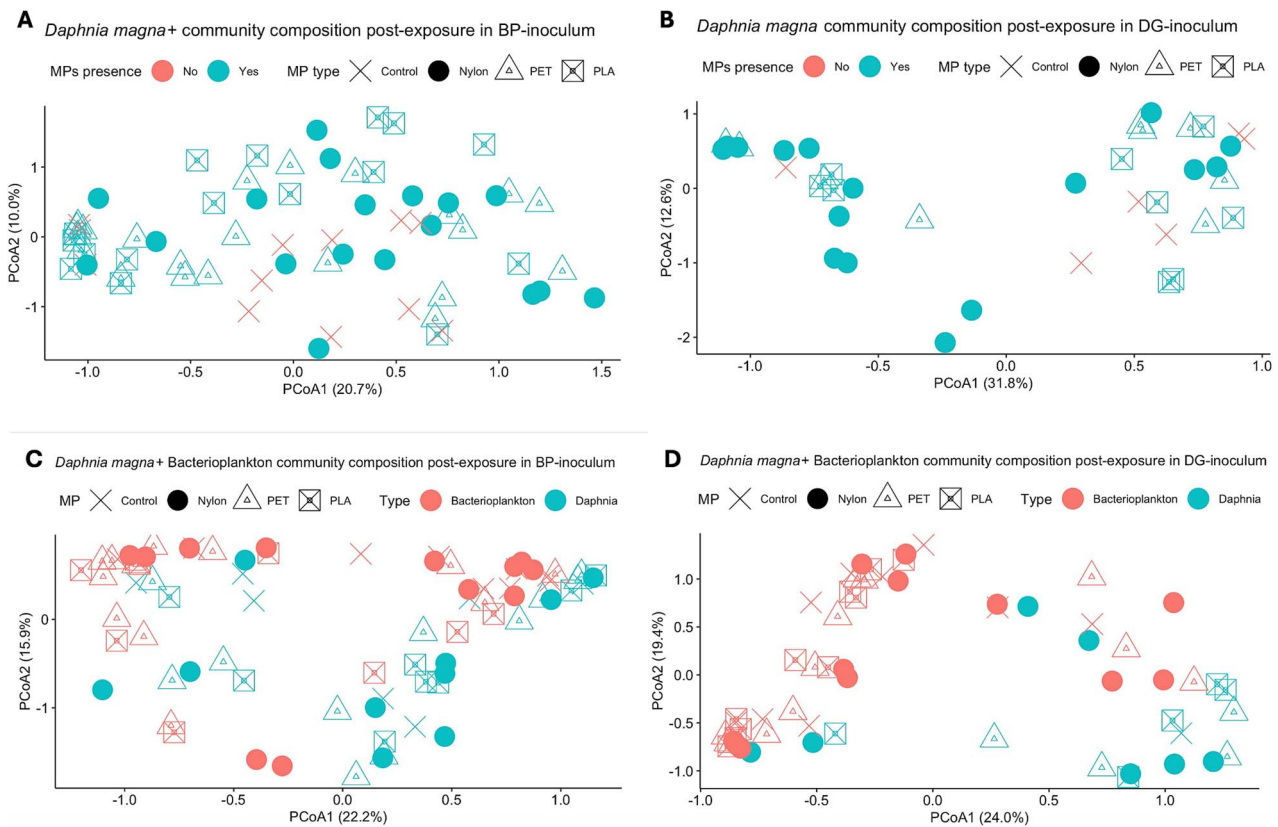 A
Daphnia magna+ community composition post-exposure in BP-inoculum
MPs presence No Yes MP type Control Nylon PET PLA
PCoA2 (10.0%)
1
0
-1
-1.0 -0.5 0.0 0.5 1.0 1.5
PCoA1 (20.7%)
B
Daphnia magna community composition post-exposure in DG-inoculum
MPs presence No Yes MP type Control Nylon PET PLA
PCoA2 (12.6%)
1
0
-1
-2
-1.0 -0.5 0.0 0.5 1.0
PCoA1 (31.8%)
C
Daphnia magna+ Bacterioplankton community composition post-exposure in BP-inoculum
MP Control Nylon PET PLA Type Bacterioplankton Daphnia
PCoA2 (15.9%)
0
-1
-1.0 -0.5 0.0 0.5 1.0
PCoA1 (22.2%)
D
Daphnia magna+ Bacterioplankton community composition post-exposure in DG-inoculum
MP Control Nylon PET PLA Type Bacterioplankton Daphnia
PCoA2 (19.4%)
1.0
0.5
0.0
-0.5
-1.0
-1.0 -0.5 0.0 0.5 1.0
PCoA1 (24.0%)